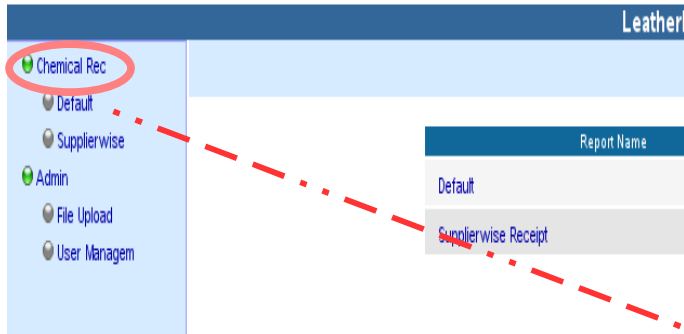 Leather
Chemical Rec
Default
Supplierwise
Admin
File Upload
User Managem
Report Name
Default
Supplierwise Receipt